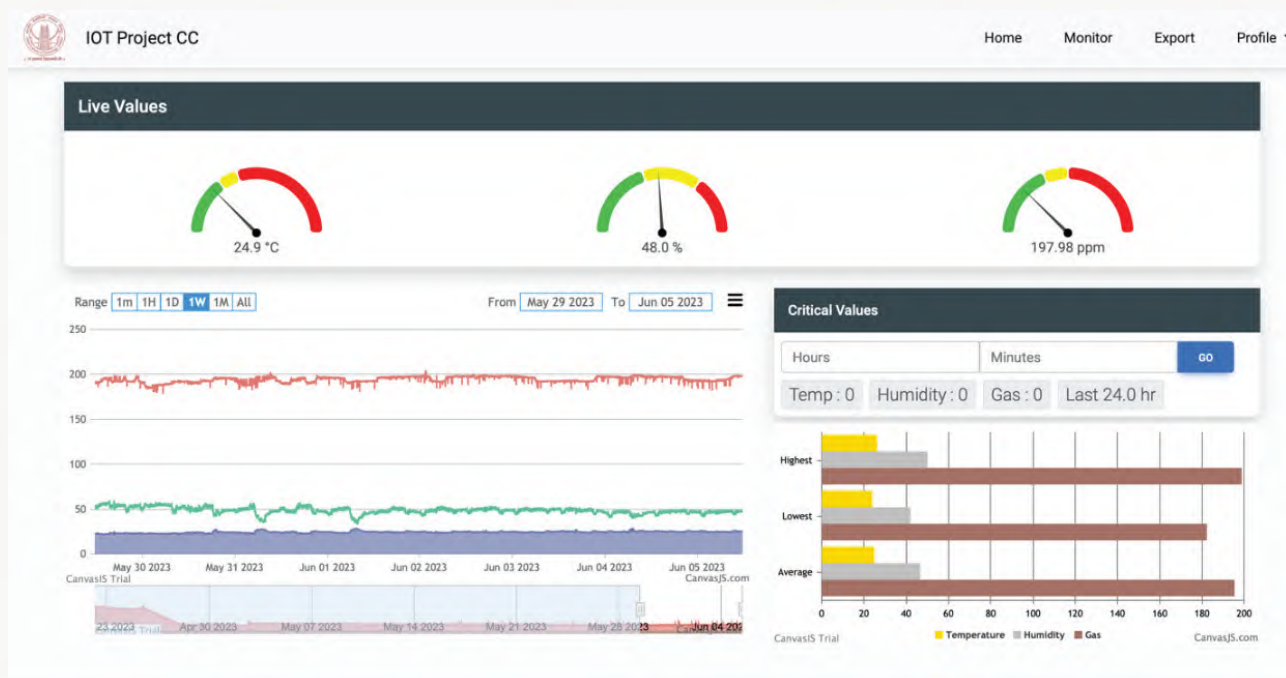 IOT Project CC
Home Monitor Export Profile
Live Values
24.9 °C
48.0 %
197.98 ppm
Range 1m 1H 1D 1W 1M All
From May 29 2023 To Jun 05 2023
250
200
150
100
50
0
May 30 2023 May 31 2023 Jun 01 2023 Jun 02 2023 Jun 03 2023 Jun 04 2023 Jun 05 2023
CanvasJS Trial CanvasJS.com
23 2023 Apr 30 2023 May 07 2023 May 14 2023 May 21 2023 May 28 2023 Jun 04 202
Critical Values
Hours Minutes GO
Temp : 0 Humidity : 0 Gas : 0 Last 24.0 hr
Highest
Lowest
Average
0 20 40 60 80 100 120 140 160 180 200
Temperature Humidity Gas
CanvasJS Trial CanvasJS.com